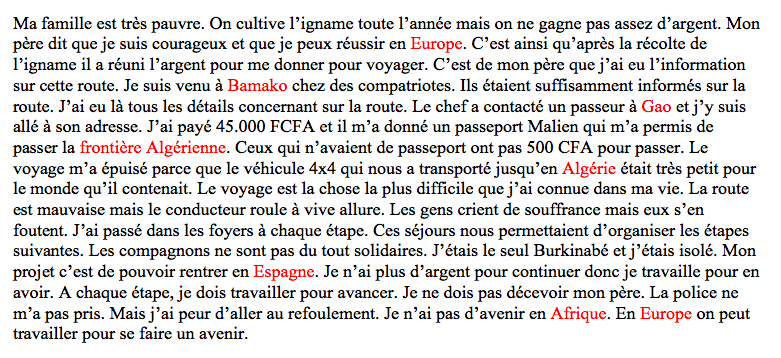 Ma famille est très pauvre. On cultive l’igname toute l’année mais on ne gagne pas assez d’argent. Mon
père dit que je suis courageux et que je peux réussir en Europe. C’est ainsi qu’après la récolte de
l’igname il a réuni l’argent pour me donner pour voyager. C’est de mon père que j’ai eu l’information
sur cette route. Je suis venu à Bamako chez des compatriotes. Ils étaient suffisamment informés sur la
route. J’ai eu là tous les détails concernant sur la route. Le chef a contacté un passeur à Gao et j’y suis
allé à son adresse. J’ai payé 45.000 FCFA et il m’a donné un passeport Malien qui m’a permis de
passer la frontière Algérienne. Ceux qui n’avaient de passeport ont pas 500 CFA pour passer. Le
voyage m’a épuisé parce que le véhicule 4x4 qui nous a transporté jusqu’en Algérie était très petit pour
le monde qu’il contenait. Le voyage est la chose la plus difficile que j’ai connue dans ma vie. La route
est mauvaise mais le conducteur roule à vive allure. Les gens crient de souffrance mais eux s’en
foutent. J’ai passé dans les foyers à chaque étape. Ces séjours nous permettaient d’organiser les étapes
suivantes. Les compagnons ne sont pas du tout solidaires. J’étais le seul Burkinabé et j’étais isolé. Mon
projet c’est de pouvoir rentrer en Espagne. Je n’ai plus d’argent pour continuer donc je travaille pour en
avoir. A chaque étape, je dois travailler pour avancer. Je ne dois pas décevoir mon père. La police ne
m’a pas pris. Mais j’ai peur d’aller au refoulement. Je n’ai pas d’avenir en Afrique. En Europe on peut
travailler pour se faire un avenir.